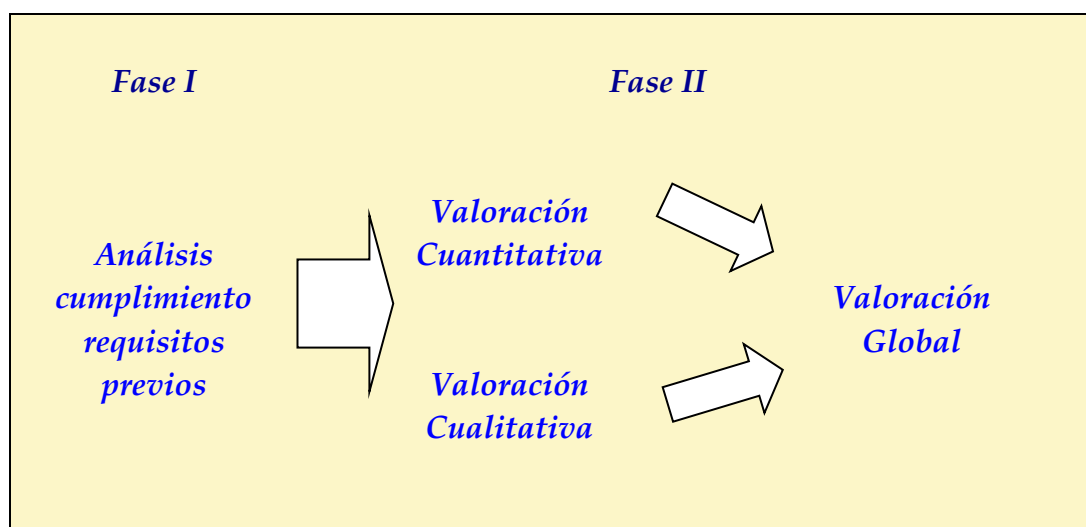 Fase I
Fase II
Análisis
cumplimiento
requisitos
previos
Valoración
Cuantitativa
Valoración
Cualitativa
Valoración
Global